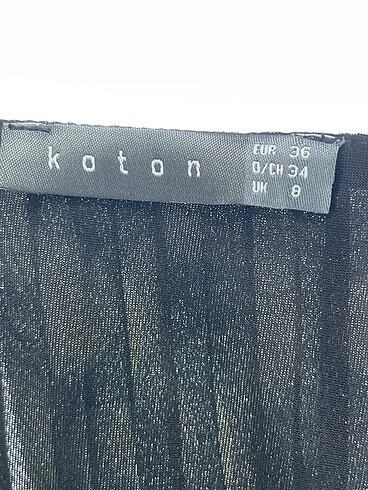 koton
EUR 36
D/CH 34
UK 8